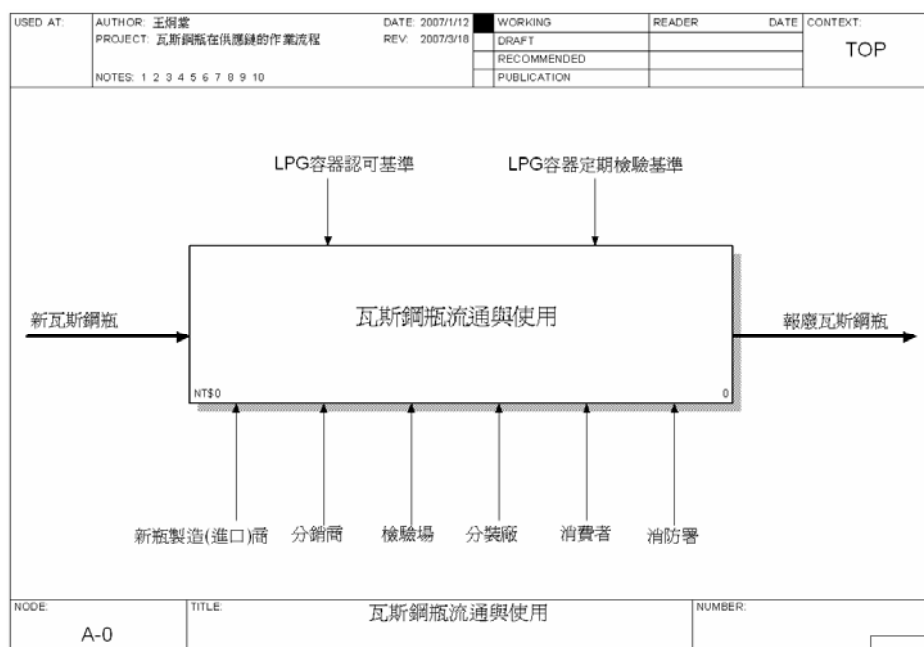 USED AT:
AUTHOR: 王炯棠
DATE: 2007/1/12
WORKING
READER
DATE
CONTEXT:
PROJECT: 瓦斯鋼瓶在供應鏈的作業流程
REV: 2007/3/18
DRAFT
TOP
RECOMMENDED
NOTES: 1 2 3 4 5 6 7 8 9 10
PUBLICATION
LPG容器認可基準
LPG容器定期檢驗基準
新瓦斯鋼瓶
瓦斯鋼瓶流通與使用
報廢瓦斯鋼瓶
NT$0
0
新瓶製造(進口)商
分銷商
檢驗場
分裝廠
消費者
消防署
NODE:
TITLE:
瓦斯鋼瓶流通與使用
NUMBER:
A-0